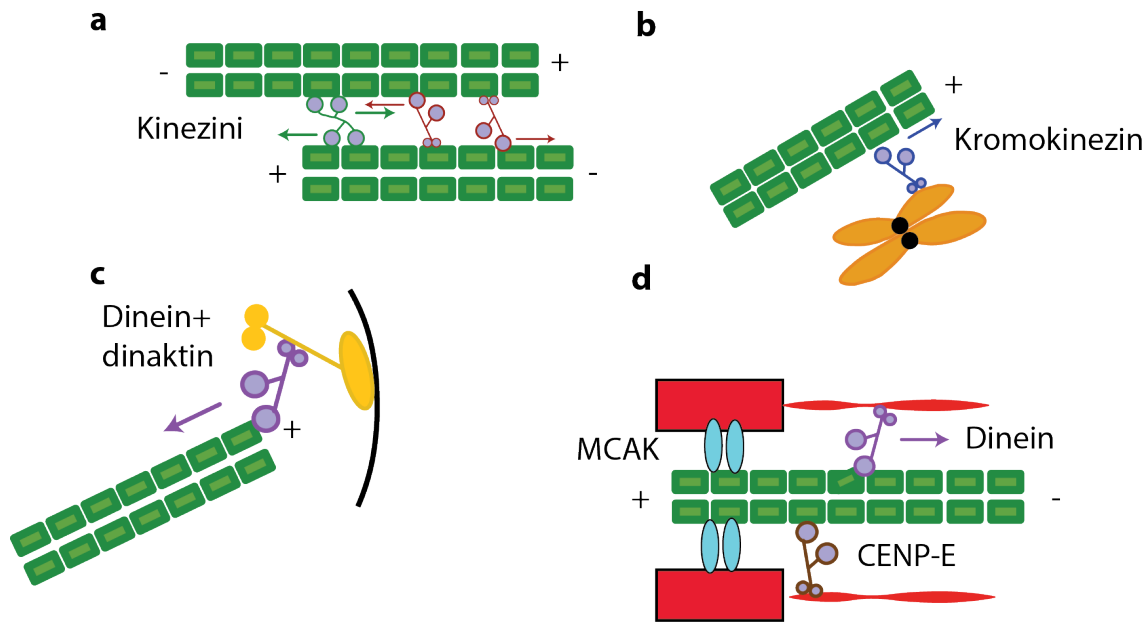 a
-
+
Kinezini
+
-
b
+
Kromokinezin
c
Dinein+
dinaktin
+
d
MCAK
Dinein
+
-
CENP-E